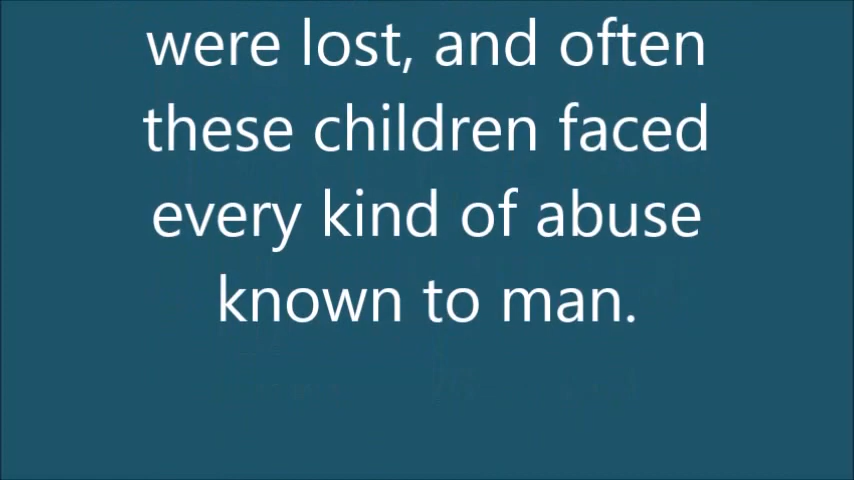 were lost, and often
these children faced
every kind of abuse
known to man.